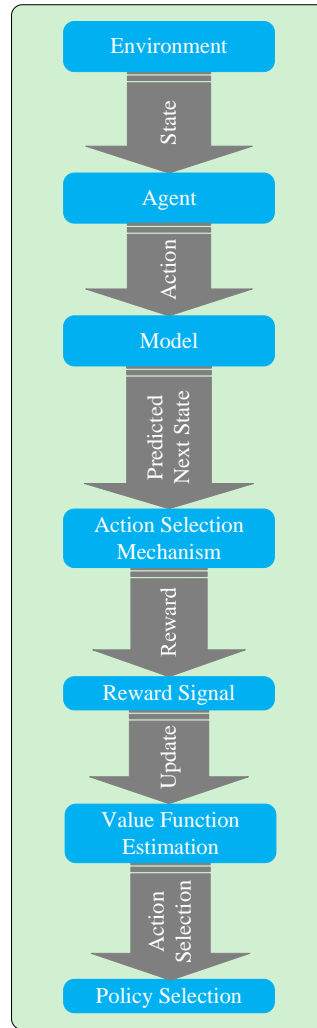 Environment
State
Agent
Action
Model
Predicted
Next State
Action Selection
Mechanism
Reward
Reward Signal
Update
Value Function
Estimation
Action
Selection
Policy Selection